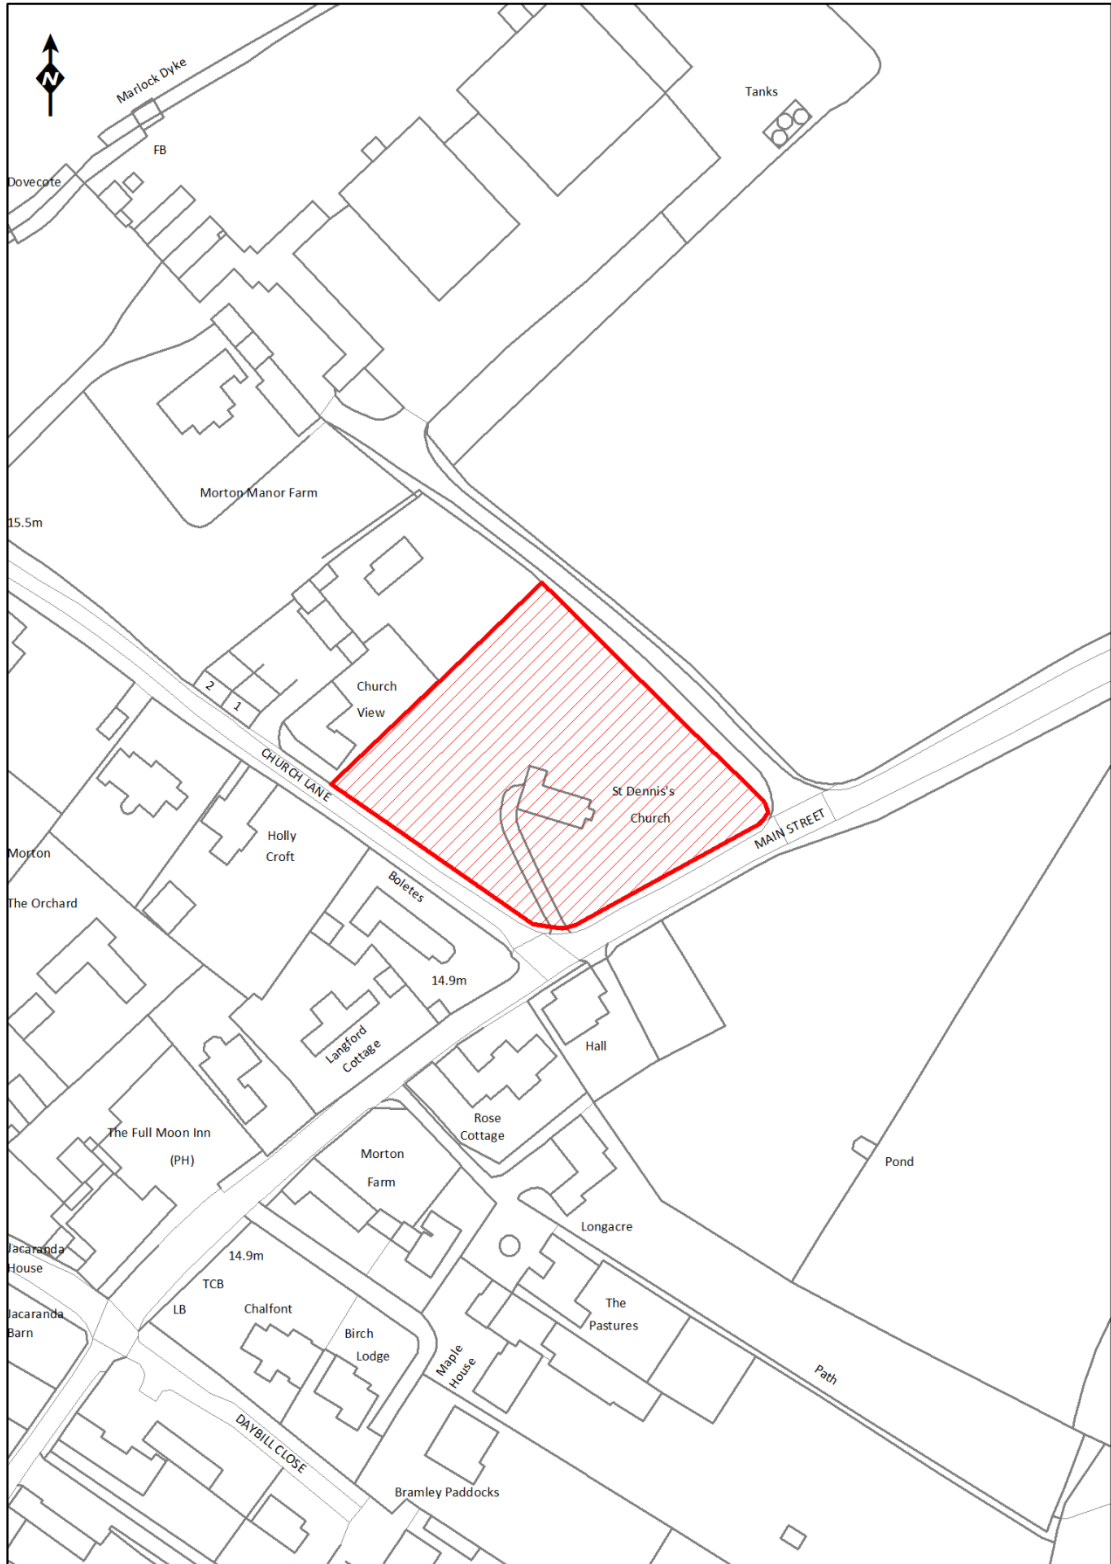 N
Marlock Dyke
Tanks
FB
Dovecote
Morton Manor Farm
15.5m
Church
View
2
1
CHURCH LANE
St Dennis's
Church
MAIN STREET
Holly
Croft
Morton
Boletes
The Orchard
14.9m
Langford
Cottage
Hall
Rose
Cottage
The Full Moon Inn
(PH)
Morton
Farm
Pond
Longacre
Jacaranda
House
14.9m
TCB
LB
Chalfont
The
Pastures
Jacaranda
Barn
Birch
Lodge
Maple
House
Path
DAYBILL CLOSE
Bramley Paddocks